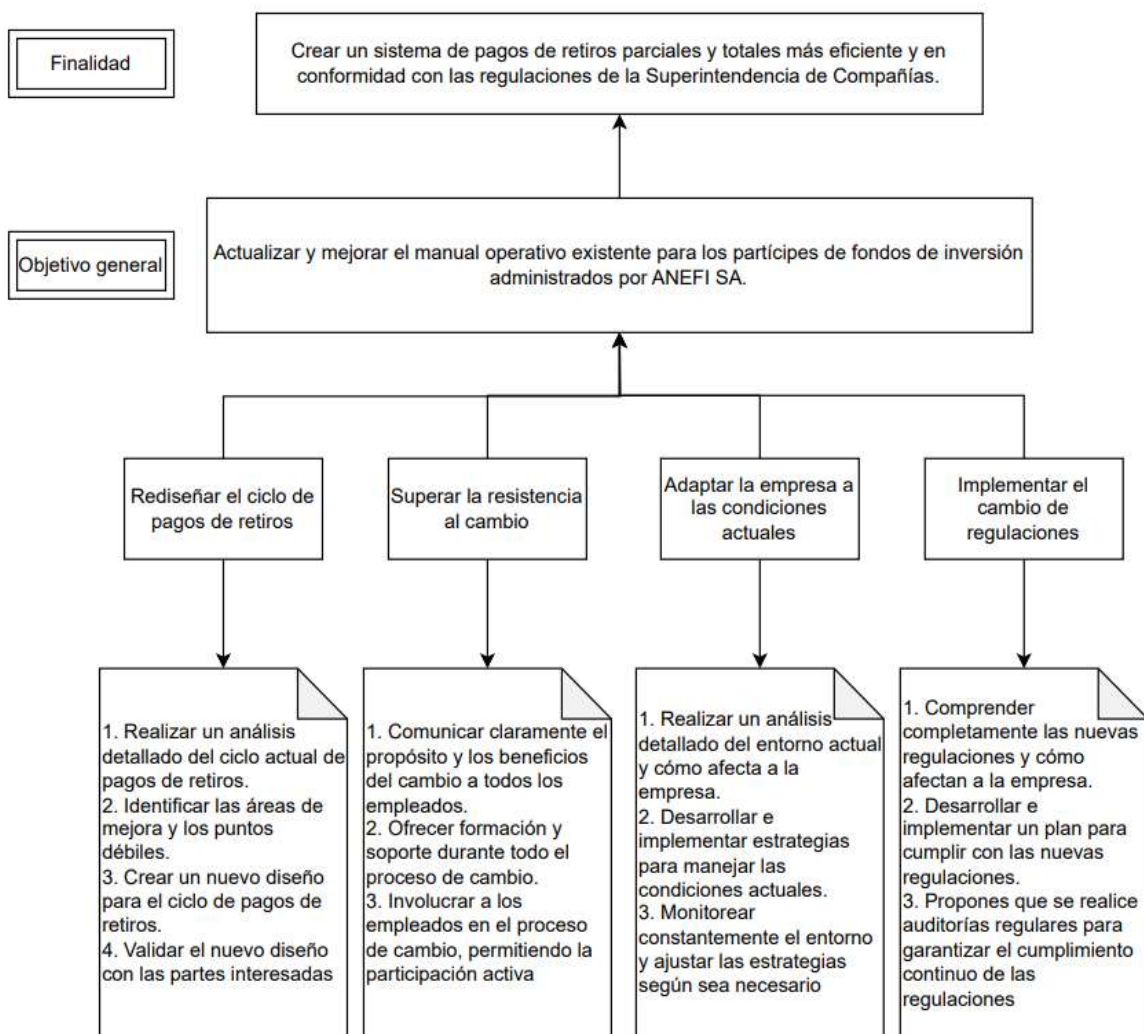 Finalidad
Crear un sistema de pagos de retiros parciales y totales más eficiente y en
conformidad con las regulaciones de la Superintendencia de Compañías.
Objetivo general
Actualizar y mejorar el manual operativo existente para los partícipes de fondos de inversión
administrados por ANEFI SA.
Rediseñar el ciclo de
pagos de retiros
Superar la resistencia
al cambio
Adaptar la empresa a
las condiciones
actuales
Implementar el
cambio de
regulaciones
1. Realizar un análisis
detallado del ciclo actual de
pagos de retiros.
2. Identificar las áreas de
mejora y los puntos
débiles.
3. Crear un nuevo diseño
para el ciclo de pagos de
retiros.
4. Validar el nuevo diseño
con las partes interesadas
1. Comunicar claramente el
propósito y los beneficios
del cambio a todos los
empleados.
2. Ofrecer formación y
soporte durante todo el
proceso de cambio.
3. Involucrar a los
empleados en el proceso
de cambio, permitiendo la
participación activa
1. Realizar un análisis
detallado del entorno actual
y cómo afecta a la
empresa.
2. Desarrollar e
implementar estrategias
para manejar las
condiciones actuales.
3. Monitorear
constantemente el entorno
y ajustar las estrategias
según sea necesario
1. Comprender
completamente las nuevas
regulaciones y cómo
afectan a la empresa.
2. Desarrollar e
implementar un plan para
cumplir con las nuevas
regulaciones.
3. Propones que se realice
auditorías regulares para
garantizar el cumplimiento
continuo de las
regulaciones